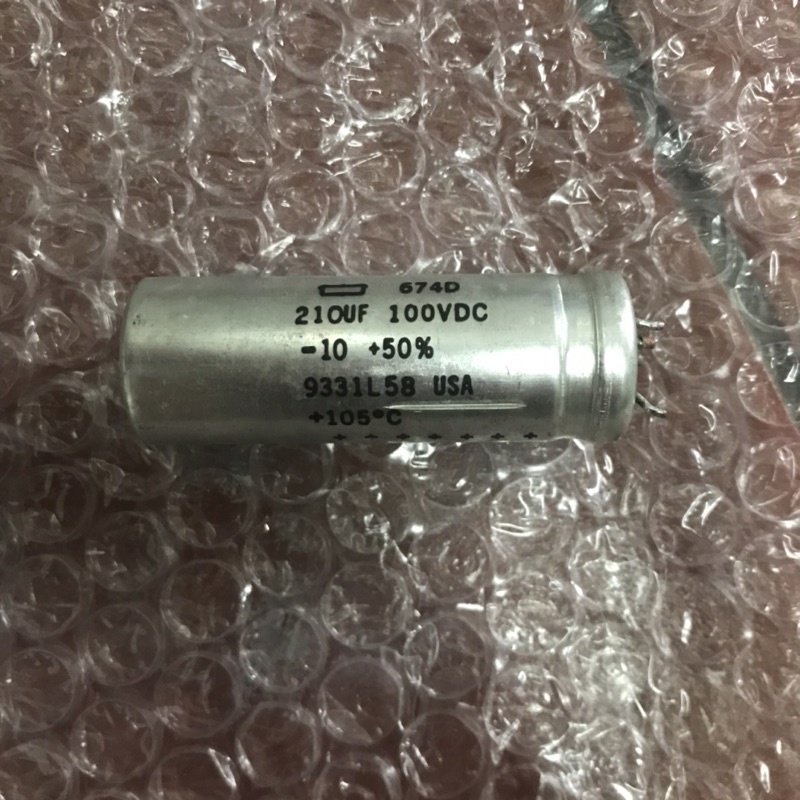 674D
210UF 100VDC
-10 +50%
9331L58 USA
+105°C
+ + + + + + +